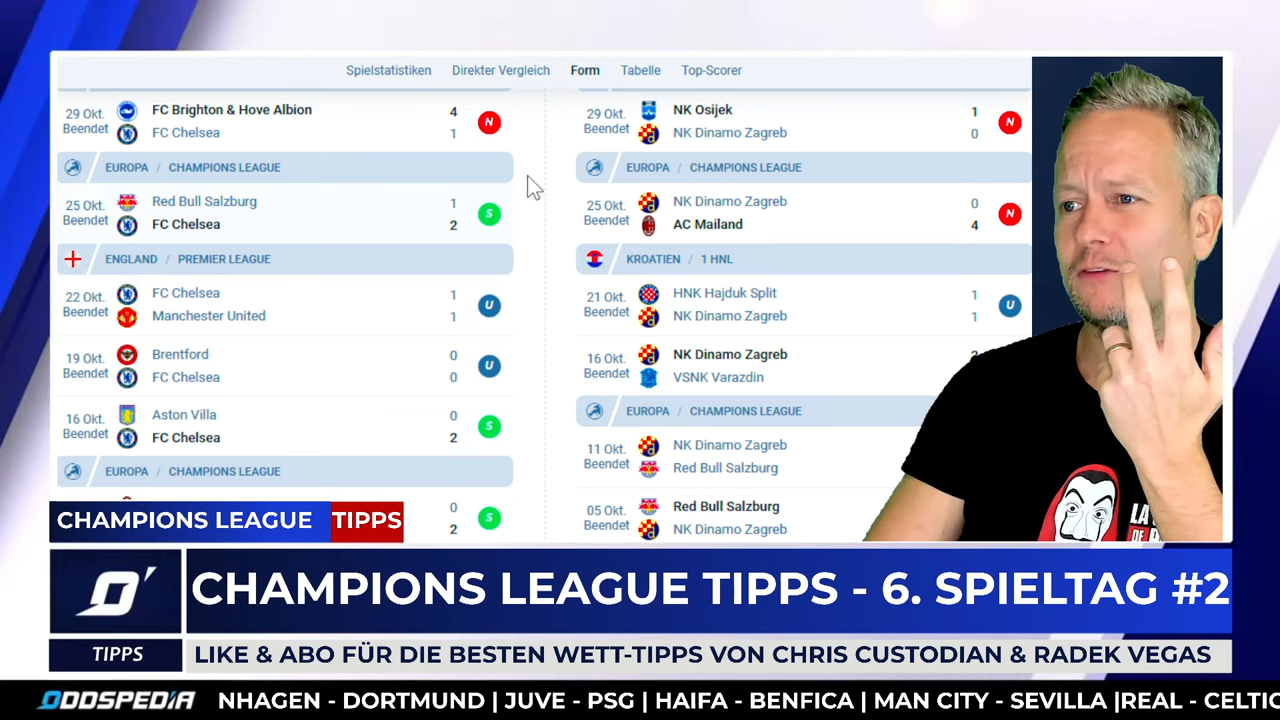 Spielstatistiken Direkter Vergleich Form Tabelle Top-Scorer
29 Okt.
Beendet
FC Brighton & Hove Albion 4
FC Chelsea 1
N
EUROPA / CHAMPIONS LEAGUE
25 Okt.
Beendet
Red Bull Salzburg 1
FC Chelsea 2
S
ENGLAND / PREMIER LEAGUE
22 Okt.
Beendet
FC Chelsea 1
Manchester United 1
U
19 Okt.
Beendet
Brentford 0
FC Chelsea 0
U
16 Okt.
Beendet
Aston Villa 0
FC Chelsea 2
S
EUROPA / CHAMPIONS LEAGUE
0
2
S
29 Okt.
Beendet
NK Osijek 1
NK Dinamo Zagreb 0
N
EUROPA / CHAMPIONS LEAGUE
25 Okt.
Beendet
NK Dinamo Zagreb 0
AC Mailand 4
N
KROATIEN / 1 HNL
21 Okt.
Beendet
HNK Hajduk Split 1
NK Dinamo Zagreb 1
U
16 Okt.
Beendet
NK Dinamo Zagreb
VSNK Varazdin
EUROPA / CHAMPIONS LEAGUE
11 Okt.
Beendet
NK Dinamo Zagreb
Red Bull Salzburg
05 Okt.
Beendet
Red Bull Salzburg
NK Dinamo Zagreb
LA
DE
CHAMPIONS LEAGUE TIPPS
CHAMPIONS LEAGUE TIPPS - 6. SPIELTAG #2
TIPPS
LIKE & ABO FÜR DIE BESTEN WETT-TIPPS VON CHRIS CUSTODIAN & RADEK VEGAS
ODDSPEDIA
NHAGEN - DORTMUND | JUVE - PSG | HAIFA - BENFICA | MAN CITY - SEVILLA |REAL - CELTIC